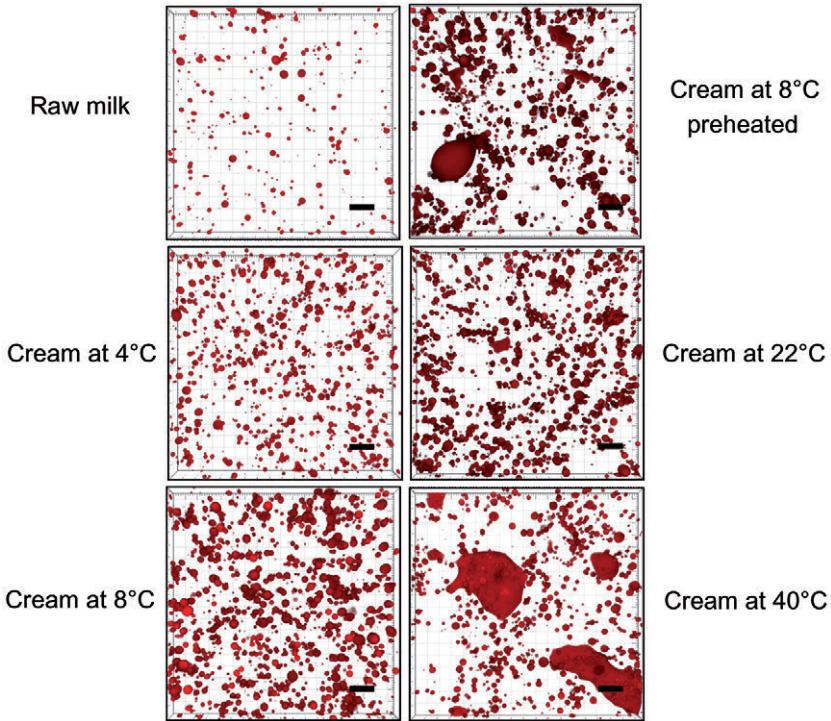 Raw milk
Cream at 8°C
preheated
Cream at 4°C
Cream at 22°C
Cream at 8°C
Cream at 40°C